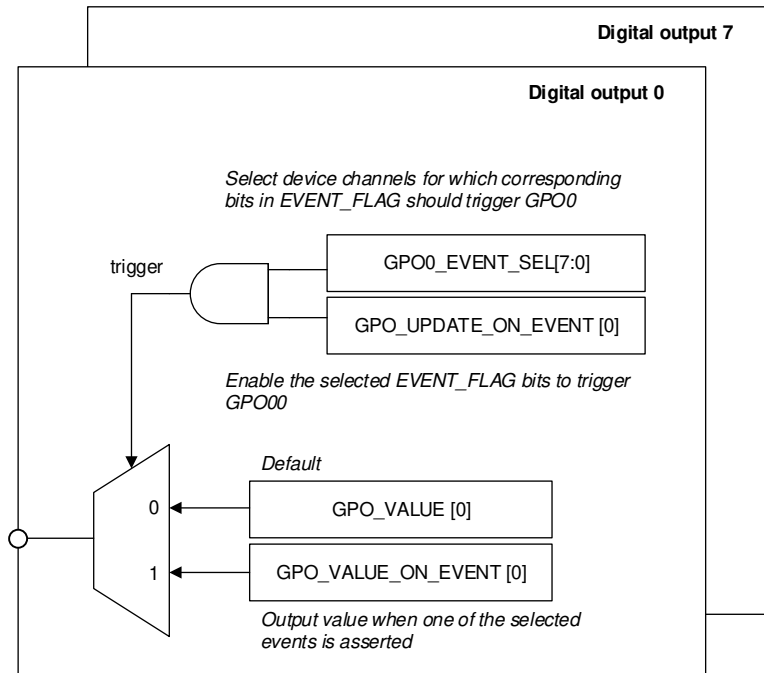 Digital output 7
Digital output 0
Select device channels for which corresponding
bits in EVENT_FLAG should trigger GPO0
trigger
GPO0_EVENT_SEL[7:0]
GPO_UPDATE_ON_EVENT [0]
Enable the selected EVENT_FLAG bits to trigger
GPO00
Default
0
GPO_VALUE [0]
1
GPO_VALUE_ON_EVENT [0]
Output value when one of the selected
events is asserted